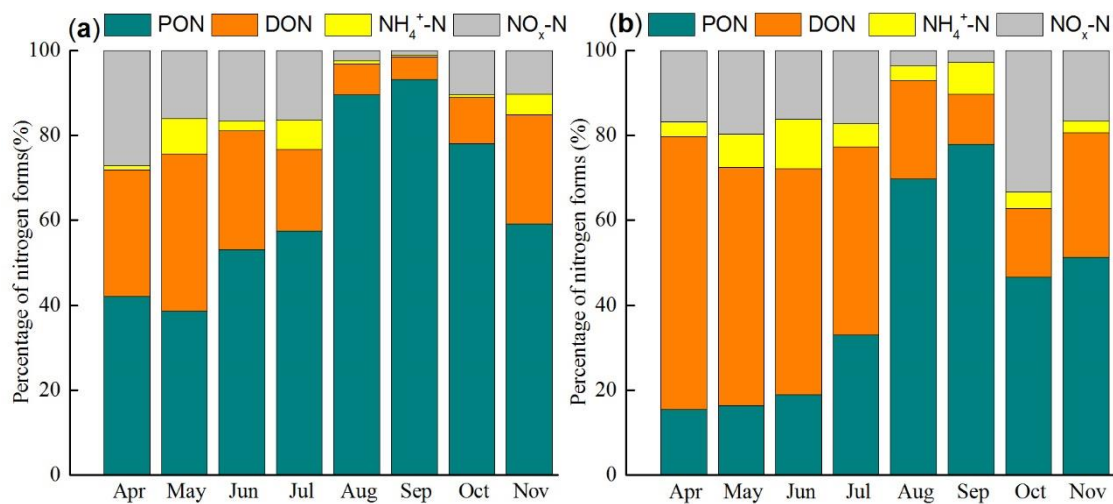 (a) PON DON NH₄⁺-N NOₓ-N
Percentage of nitrogen forms(%)
100
80
60
40
20
0
Apr May Jun Jul Aug Sep Oct Nov
(b) PON DON NH₄⁺-N NOₓ-N
Percentage of nitrogen forms (%)
100
80
60
40
20
0
Apr May Jun Jul Aug Sep Oct Nov